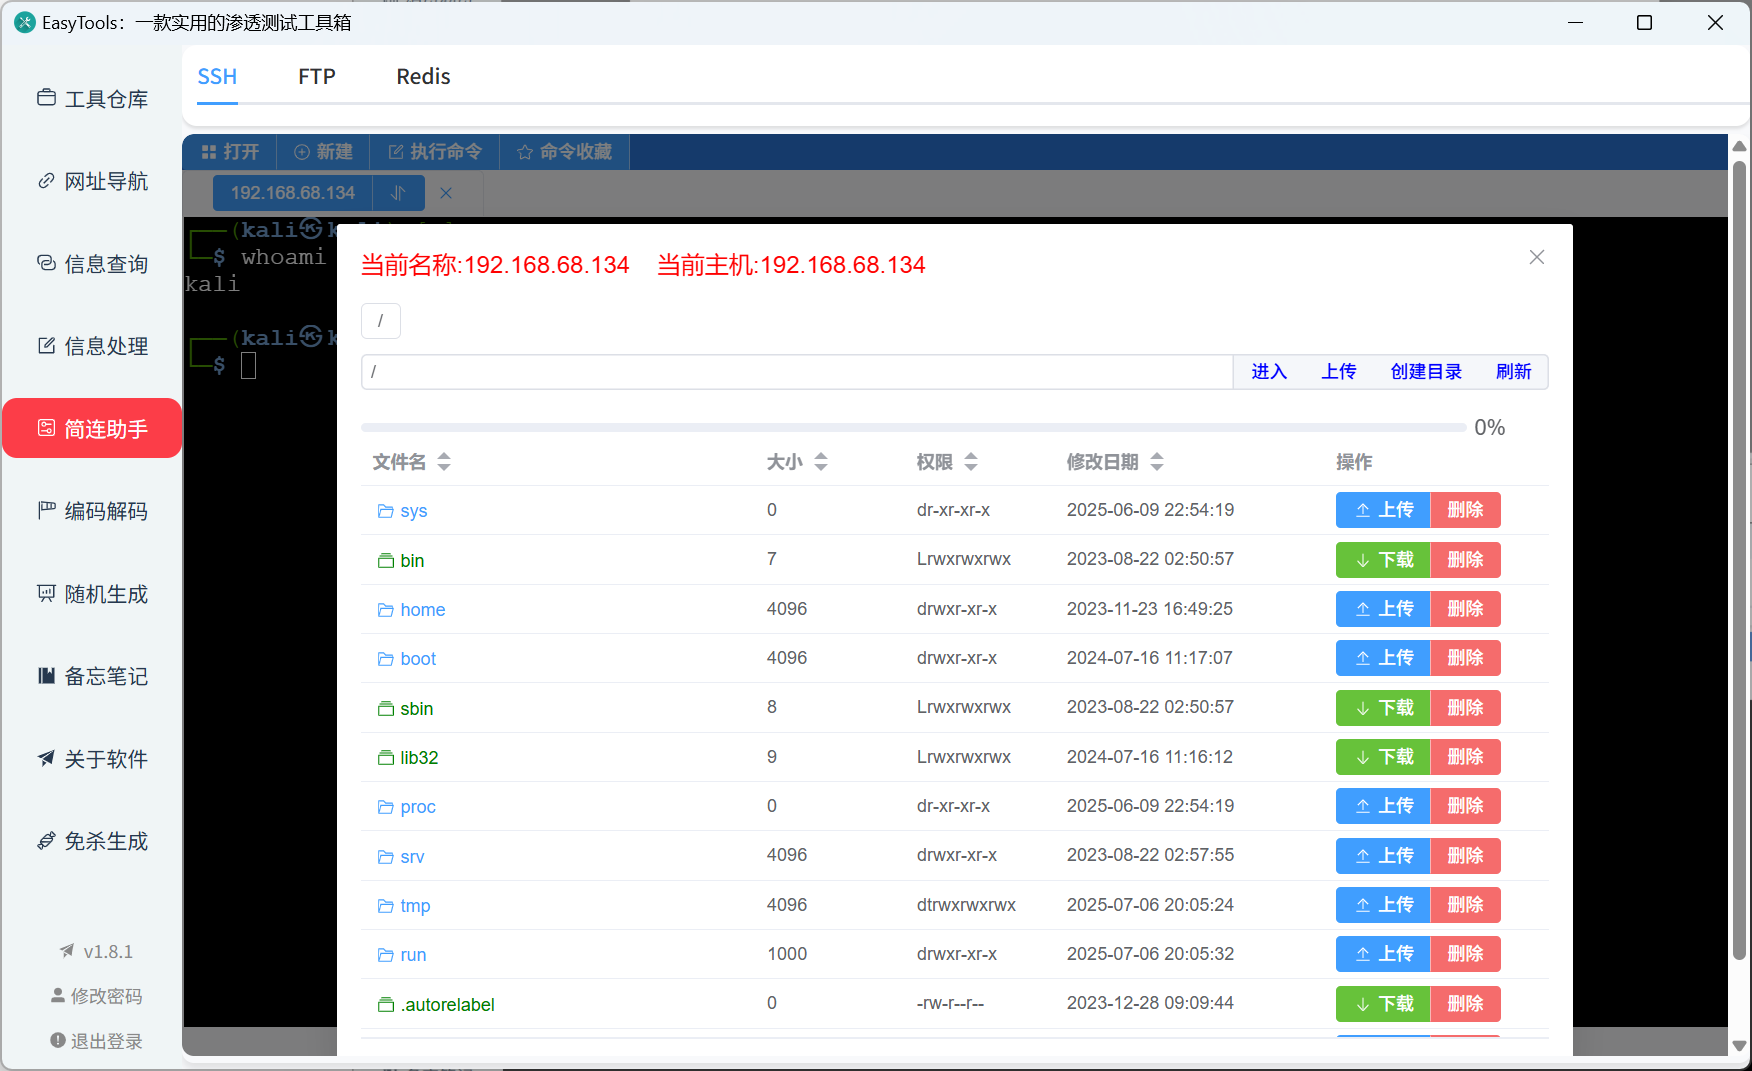 EasyTools：一款实用的渗透测试工具箱
SSH FTP Redis
工具仓库
网址导航
信息查询
信息处理
简连助手
编码解码
随机生成
备忘笔记
关于软件
免杀生成
v1.8.1
修改密码
退出登录
打开 新建 执行命令 命令收藏
192.168.68.134
(kali㉿k
$ whoami
kali
(kali㉿k
$
当前名称:192.168.68.134 当前主机:192.168.68.134
/
/ 进入 上传 创建目录 刷新
0%
文件名 大小 权限 修改日期 操作
sys 0 dr-xr-xr-x 2025-06-09 22:54:19 上传 删除
bin 7 Lrwxrwxrwx 2023-08-22 02:50:57 下载 删除
home 4096 drwxr-xr-x 2023-11-23 16:49:25 上传 删除
boot 4096 drwxr-xr-x 2024-07-16 11:17:07 上传 删除
sbin 8 Lrwxrwxrwx 2023-08-22 02:50:57 下载 删除
lib32 9 Lrwxrwxrwx 2024-07-16 11:16:12 下载 删除
proc 0 dr-xr-xr-x 2025-06-09 22:54:19 上传 删除
srv 4096 drwxr-xr-x 2023-08-22 02:57:55 上传 删除
tmp 4096 dtrwxrwxrwx 2025-07-06 20:05:24 上传 删除
run 1000 drwxr-xr-x 2025-07-06 20:05:32 上传 删除
.autorelabel 0 -rw-r--r-- 2023-12-28 09:09:44 下载 删除